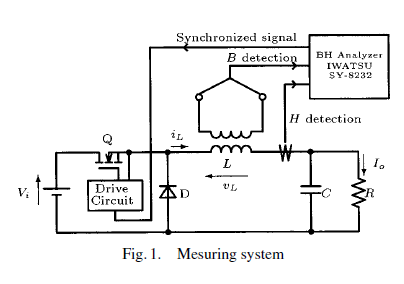 Synchronized signal
B detection
BH Analyzer
IWATSU
SY-8232
H detection
Q
i_L
L
v_L
I_o
V_i
Drive
Circuit
D
C
R
Fig. 1. Mesuring system